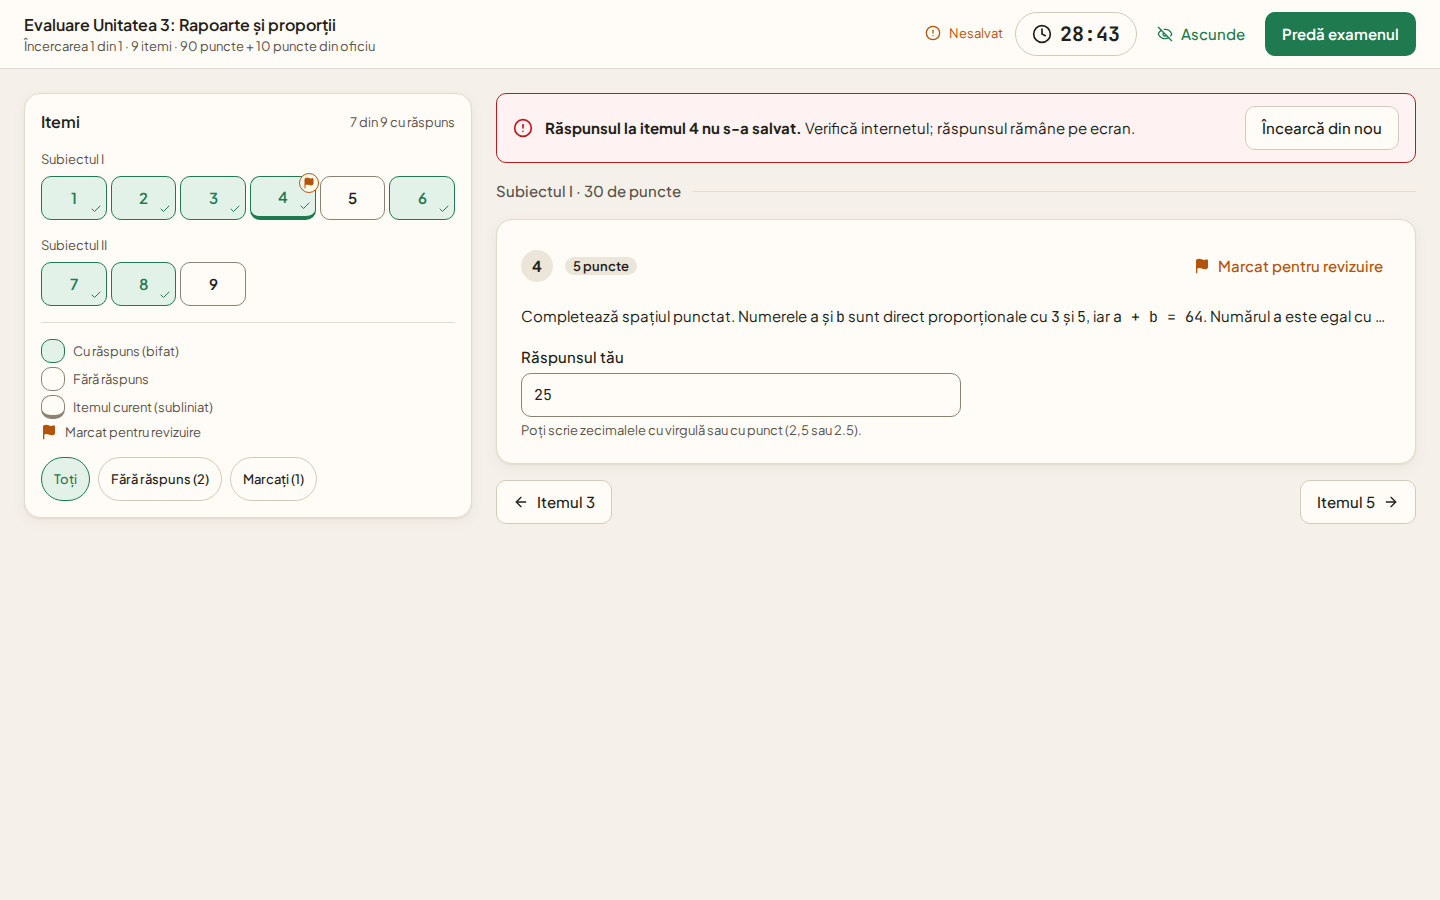 Evaluare Unitatea 3: Rapoarte și proporții
Încercarea 1 din 1 · 9 itemi · 90 puncte + 10 puncte din oficiu
Nesalvat
28:43
Ascunde
Predă examenul
Itemi
7 din 9 cu răspuns
Subiectul I
1 2 3 4 5 6
Subiectul II
7 8 9
Cu răspuns (bifat)
Fără răspuns
Itemul curent (subliniat)
Marcat pentru revizuire
Toți
Fără răspuns (2)
Marcați (1)
Răspunsul la itemul 4 nu s-a salvat. Verifică internetul; răspunsul rămâne pe ecran.
Încearcă din nou
Subiectul I · 30 de puncte
4
5 puncte
Marcat pentru revizuire
Completează spațiul punctat. Numerele a și b sunt direct proporționale cu 3 și 5, iar a + b = 64. Numărul a este egal cu …
Răspunsul tău
25
Poți scrie zecimalele cu virgulă sau cu punct (2,5 sau 2.5).
Itemul 3
Itemul 5